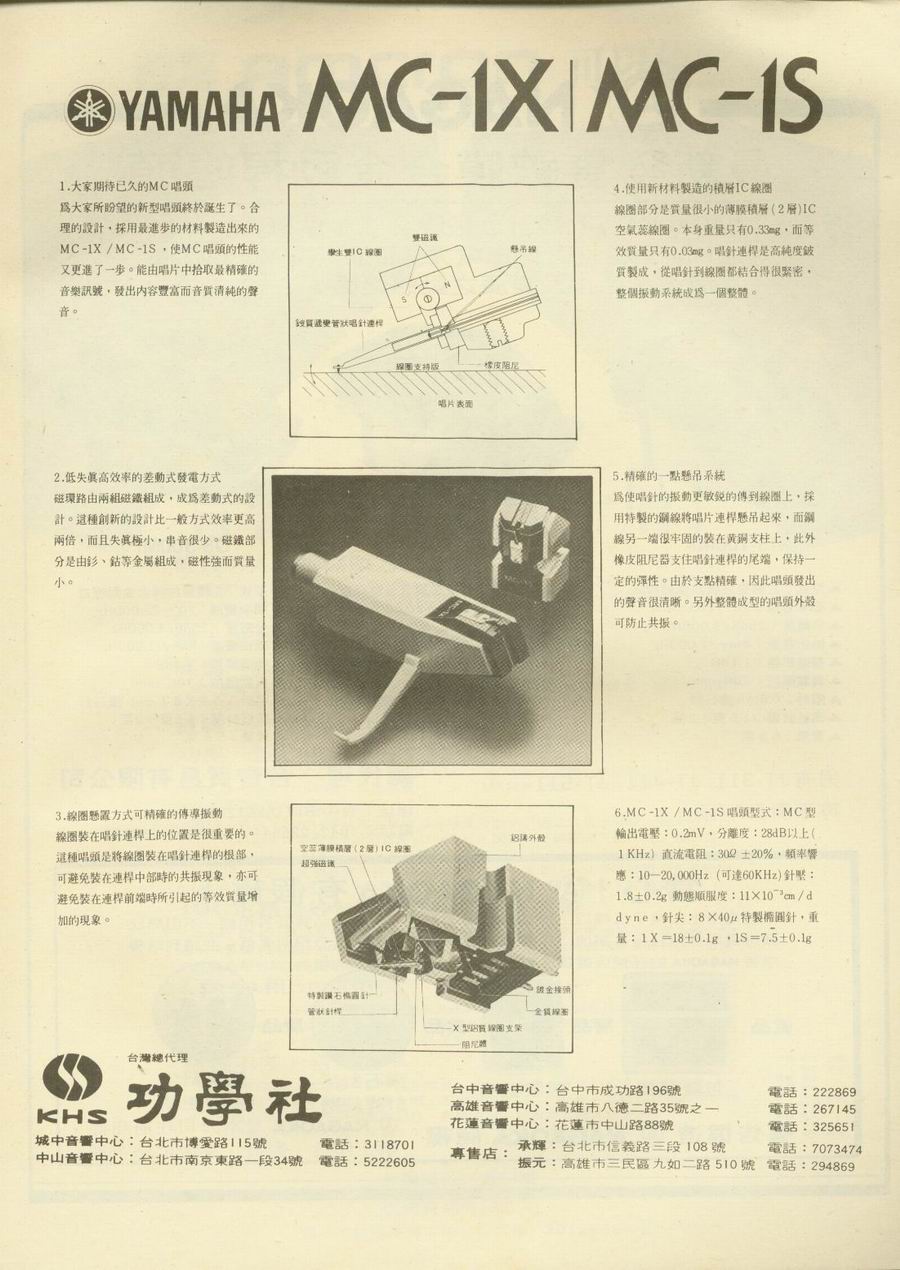 YAMAHA MC-1X | MC-1S
1.大家期待已久的MC唱頭
爲大家所盼望的新型唱頭終於誕生了。合
理的設計，採用最進步的材料製造出來的
MC-1X／MC-1S，使MC唱頭的性能
又更進了一步。能由唱片中拾取最精確的
音樂訊號，發出內容豐富而音質清純的聲
音。
雙磁識
學生雙IC線圈
懸吊線
S
N
線圈支持版
橡皮阻尼
唱片表面
4.使用新材料製造的積層IC線圈
線圈部分是質量很小的薄膜積層(2層)IC
空氣蕊線圈。本身重量只有0.33mg，而等
效質量只有0.03mg。唱針連桿是高純度鈹
質製成，從唱針到線圈都結合得很緊密，
整個振動系統成爲一個整體。
2.低失眞高效率的差動式發電方式
磁環路由兩組磁鐵組成，成爲差動式的設
計。這種創新的設計比一般方式效率更高
兩倍，而且失眞極小，串音很少。磁鐵部
分是由釤、鈷等金屬組成，磁性強而質量
小。
5.精確的一點懸吊系統
爲使唱針的振動更敏銳的傳到線圈上，採
用特製的鋼線將唱片連桿懸吊起來，而鋼
線另一端很牢固的裝在黃銅支柱上，此外
橡皮阻尼器支住唱針連桿的尾端，保持一
定的彈性。由於支點精確，因此唱頭發出
的聲音很清晰。另外整體成型的唱頭外殼
可防止共振。
3.線圈懸置方式可精確的傳導振動
線圈裝在唱針連桿上的位置是很重要的。
這種唱頭是將線圈裝在唱針連桿的根部，
可避免裝在連桿中部時的共振現象，亦可
避免裝在連桿前端時所引起的等效質量增
加的現象。
空蕊薄膜積層(2層)IC線圈
超強磁識
鋁鑄外殼
特製鑽石橢圓針
管狀針桿
鍍金接頭
金質線圈
X型鋁質線圈支架
阻尼體
6.MC-1X／MC-1S唱頭型式：MC型
輸出電壓：0.2mV，分離度：28dB以上(
1KHz) 直流電阻：30Ω ±20%，頻率響
應：10—20,000Hz (可達60KHz)針壓：
1.8±0.2g 動態順服度：11×10⁻³cm/d
dyne，針尖：8×40μ特製橢圓針，重
量：1X=18±0.1g ，1S=7.5±0.1g
KHS
台灣總代理
功學社
城中音響中心：台北市博愛路115號 電話：3118701
中山音響中心：台北市南京東路一段34號 電話：5222605
台中音響中心：台中市成功路196號 電話：222869
高雄音響中心：高雄市八德二路35號之一 電話：267145
花蓮音響中心：花蓮市中山路88號 電話：325651
專售店：承輝：台北市信義路三段108號 電話：7073474
振元：高雄市三民區九如二路510號 電話：294869